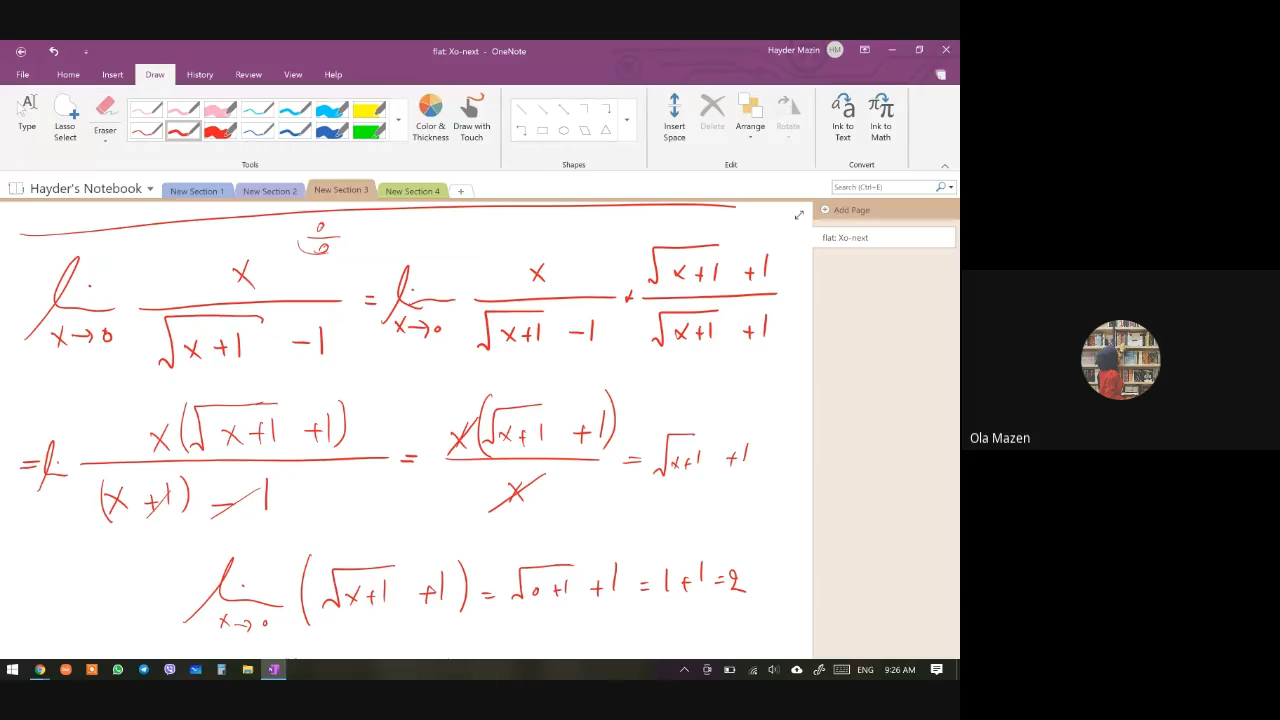 flat: Xo-next - OneNote
Hayder Mazin HM
File Home Insert Draw History Review View Help
Type
Lasso Select
Eraser
Color & Thickness
Draw with Touch
Insert Space
Delete
Arrange
Rotate
Ink to Text
Ink to Math
Tools Shapes Edit Convert
Hayder's Notebook New Section 1 New Section 2 New Section 3 New Section 4 +
Search (Ctrl+E)
Add Page
flat: Xo-next
0/0
lim x→0 x / (√(x+1) - 1) = lim x→0 x / (√(x+1) - 1) * (√(x+1) + 1) / (√(x+1) + 1)
= lim x(√(x+1) + 1) / ((x+1) - 1) = x(√(x+1) + 1) / x = √(x+1) + 1
lim x→0 (√(x+1) + 1) = √(0+1) + 1 = 1+1 = 2
Ola Mazen
ENG 9:26 AM